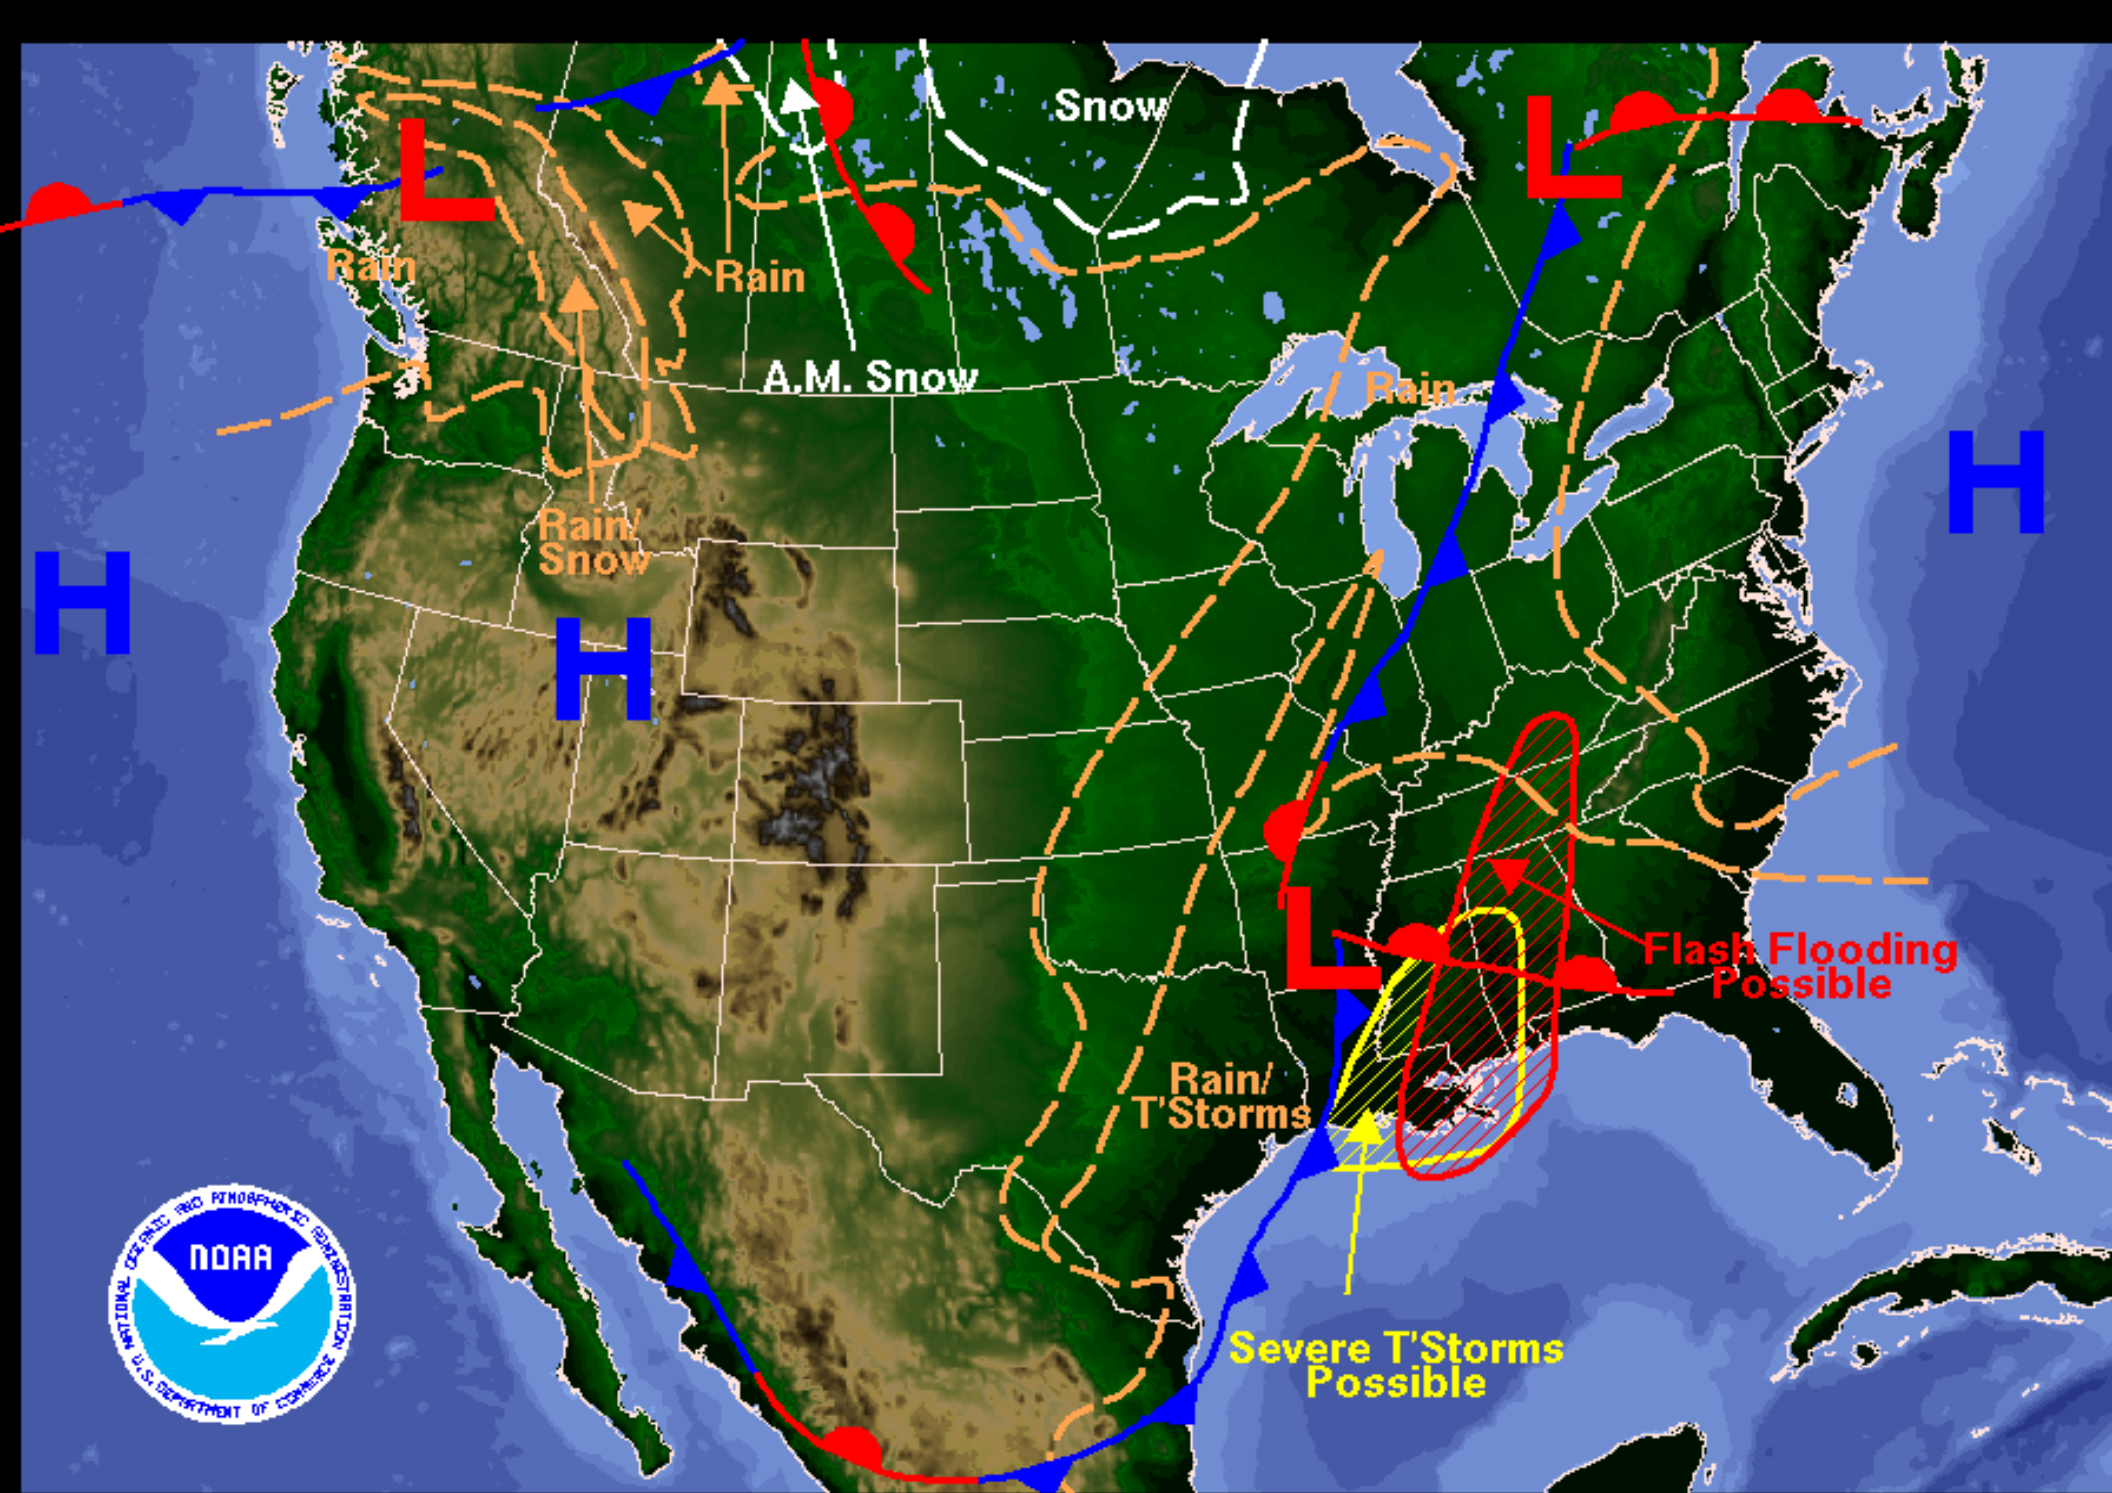 Snow
L
L
Rain
Rain
A.M. Snow
Rain
H
Rain/
Snow
H
H
L
Flash Flooding
Possible
Rain/
T'Storms
Severe T'Storms
Possible
NATIONAL OCEANIC AND ATMOSPHERIC ADMINISTRATION
NOAA
U.S. DEPARTMENT OF COMMERCE